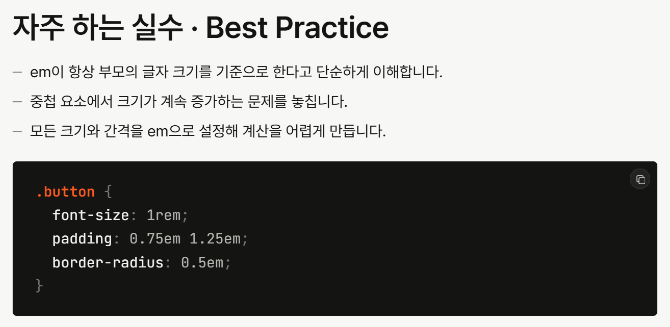 자주 하는 실수 · Best Practice
— em이 항상 부모의 글자 크기를 기준으로 한다고 단순하게 이해합니다.
— 중첩 요소에서 크기가 계속 증가하는 문제를 놓칩니다.
— 모든 크기와 간격을 em으로 설정해 계산을 어렵게 만듭니다.
.button {
  font-size: 1rem;
  padding: 0.75em 1.25em;
  border-radius: 0.5em;
}